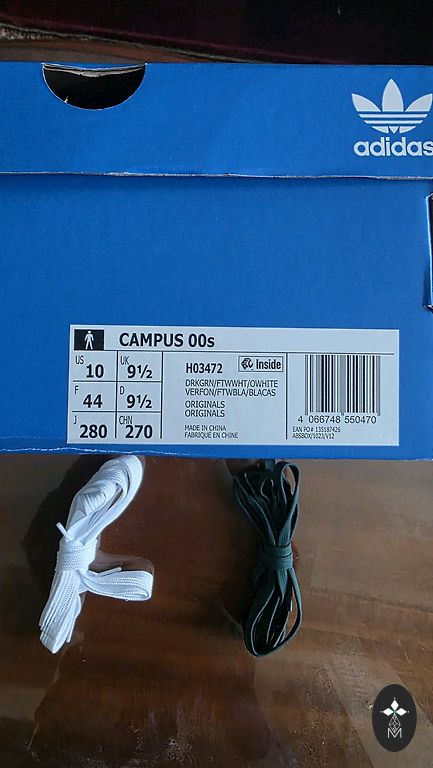 adidas
CAMPUS 00s
US 10
UK 9½
F 44
D 9½
J 280
CHN 270
H03472
Inside
DRKGRN/FTWWHT/OWHITE
VERFON/FTWBLA/BLACAS
ORIGINALS
ORIGINALS
MADE IN CHINA
FABRIQUE EN CHINE
4 066748 550470
EAN PO# 135187426
ABSBOX/1023/V12
M